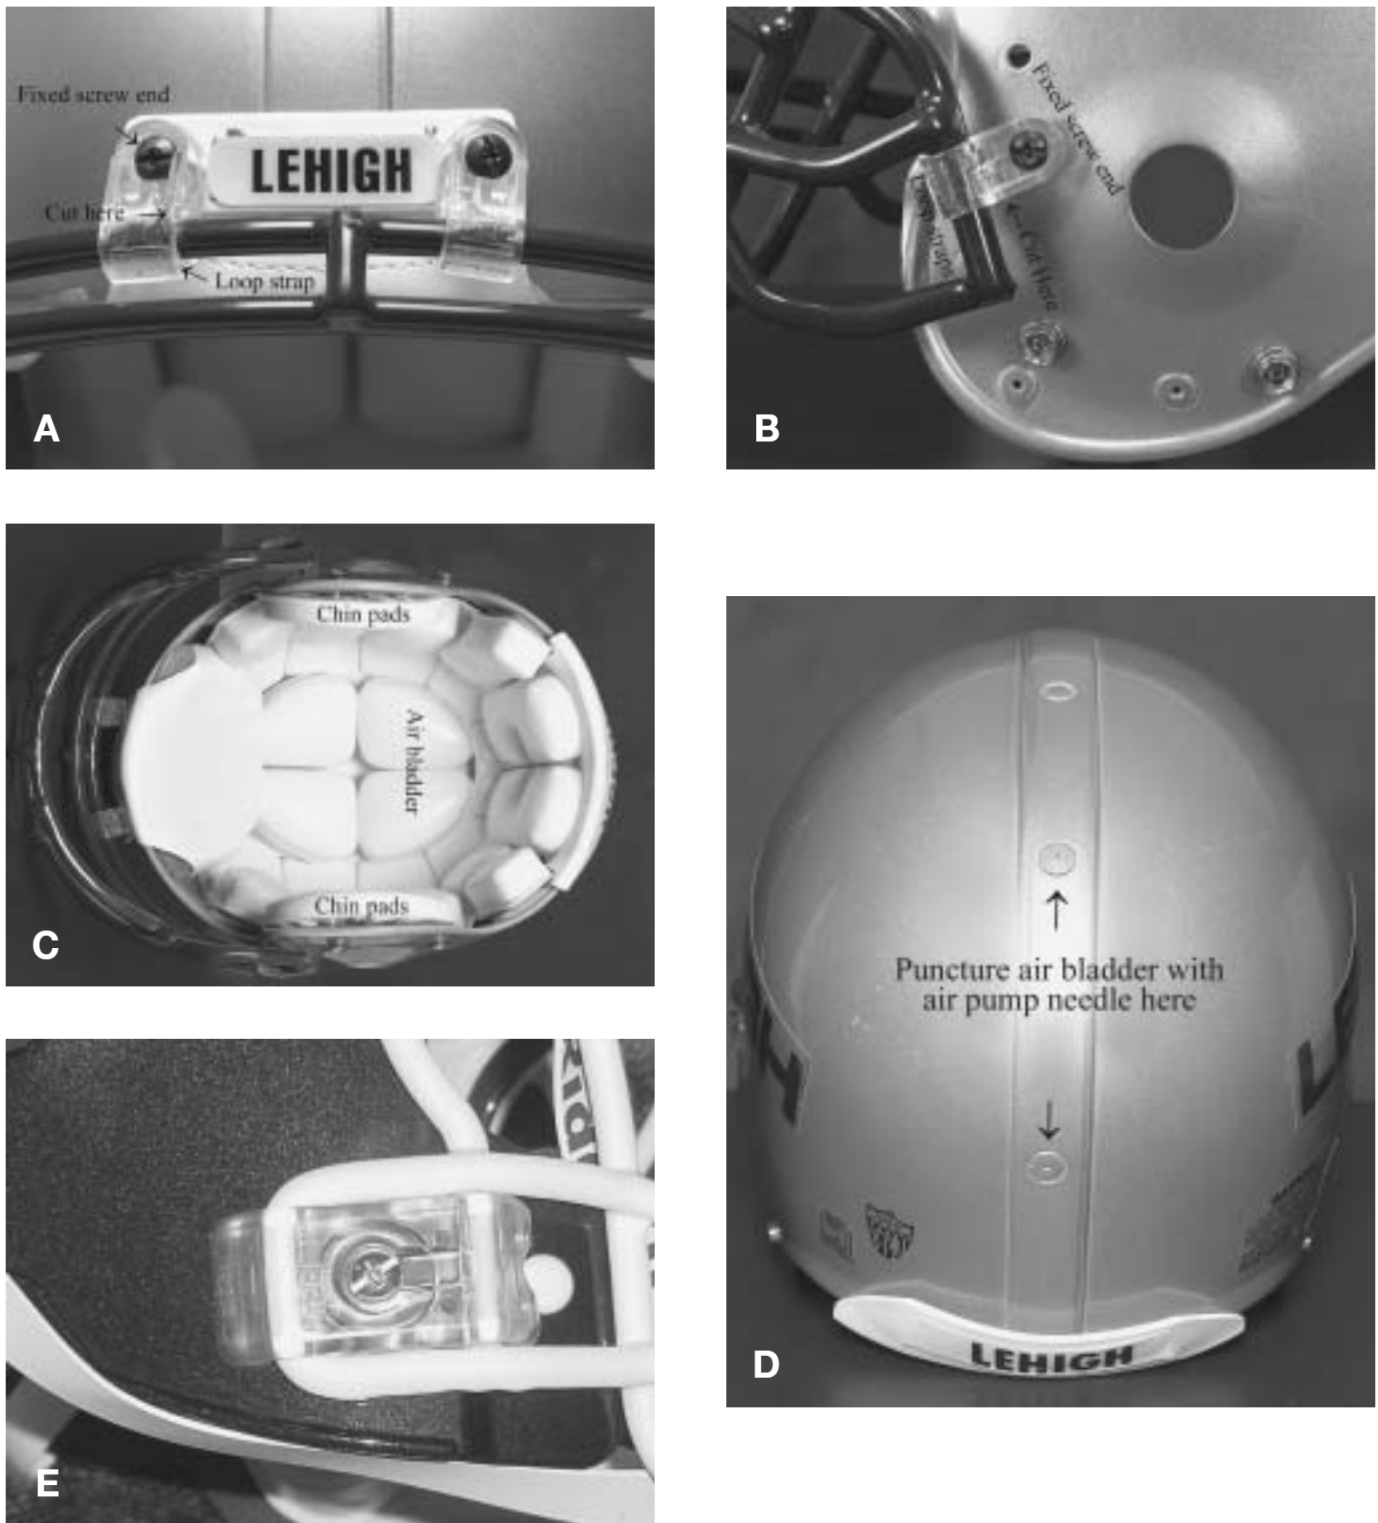 Fixed screw end
LEHIGH
Cut here
Loop strap
A
Fixed screw end
Loop straps
Cut Here
B
Chin pads
Air bladder
Chin pads
C
Puncture air bladder with
air pump needle here
LEHIGH
D
E